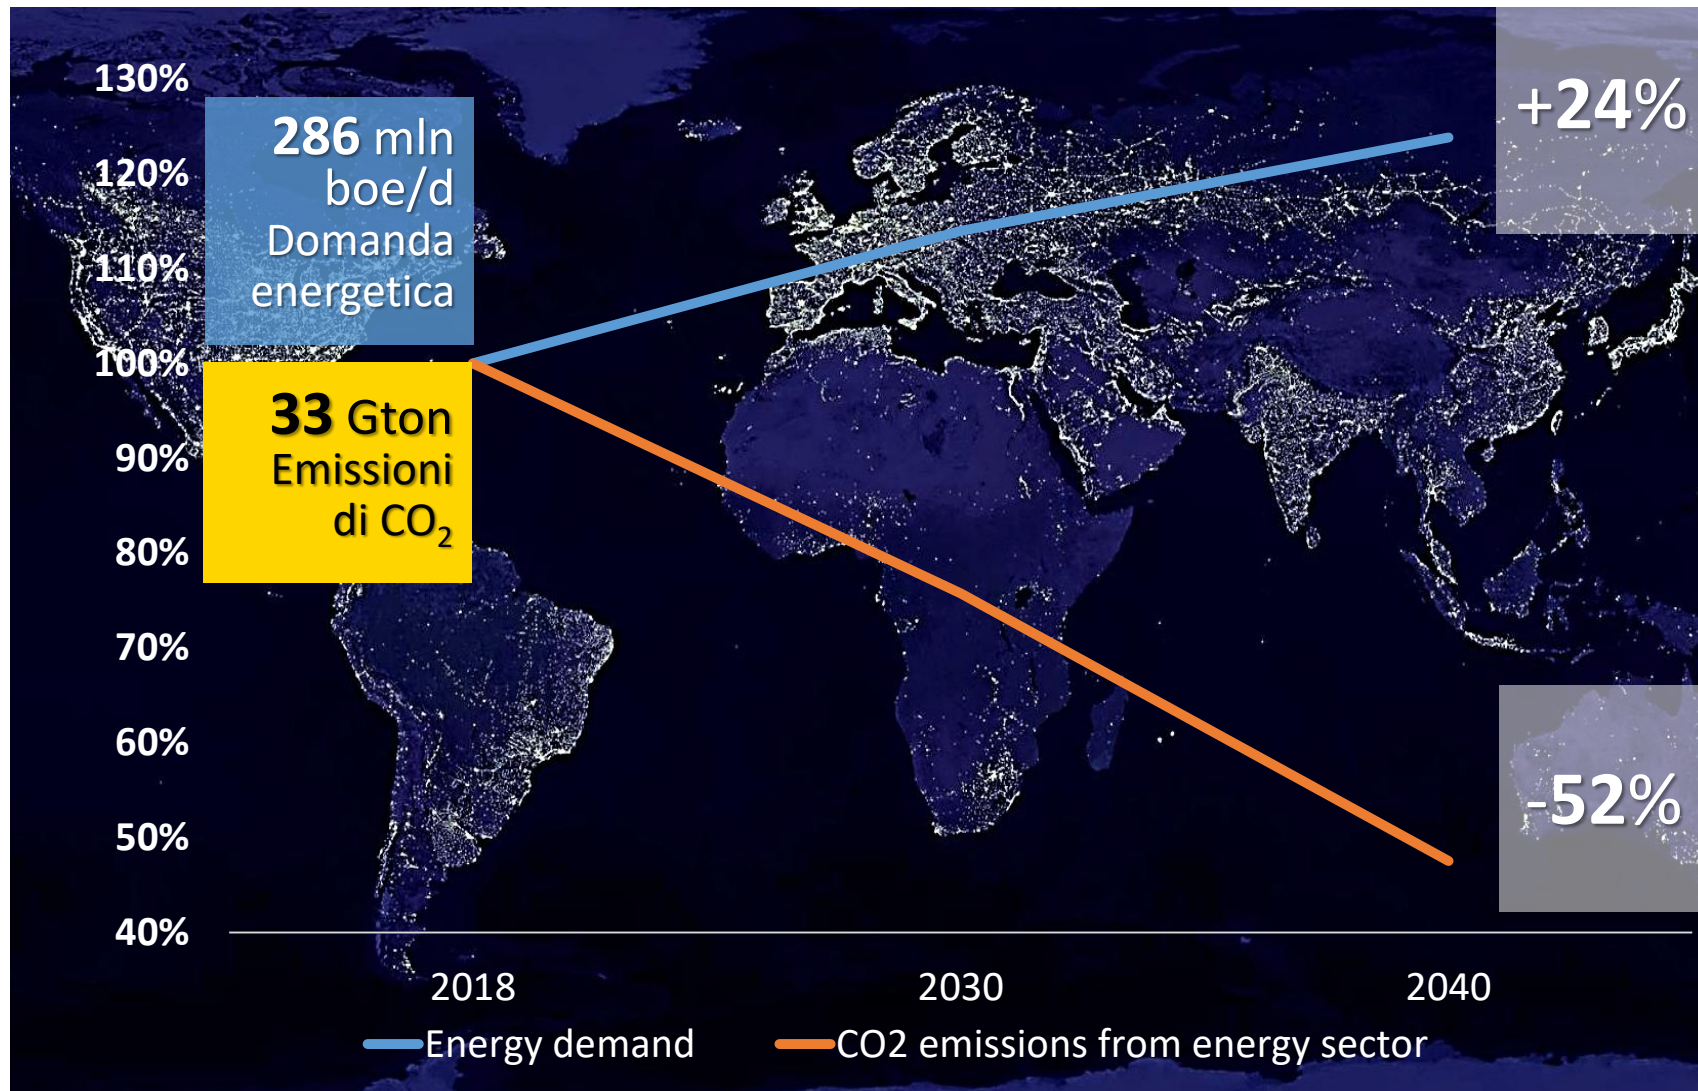 130%
120%
110%
100%
90%
80%
70%
60%
50%
40%
286 mln
boe/d
Domanda
energetica
33 Gton
Emissioni
di CO₂
+24%
-52%
2018 2030 2040
Energy demand CO2 emissions from energy sector